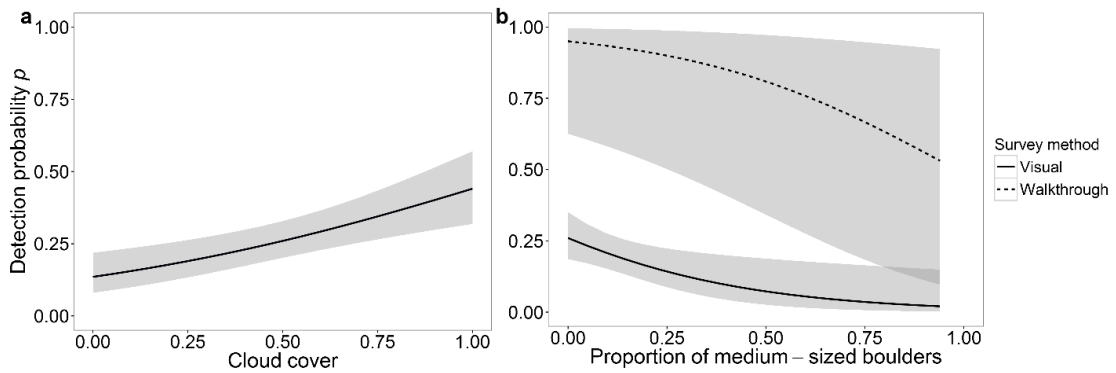 a
Detection probability p
1.00
0.75
0.50
0.25
0.00
0.00 0.25 0.50 0.75 1.00
Cloud cover
b
1.00
0.75
0.50
0.25
0.00
0.00 0.25 0.50 0.75 1.00
Proportion of medium – sized boulders
Survey method
Visual
Walkthrough